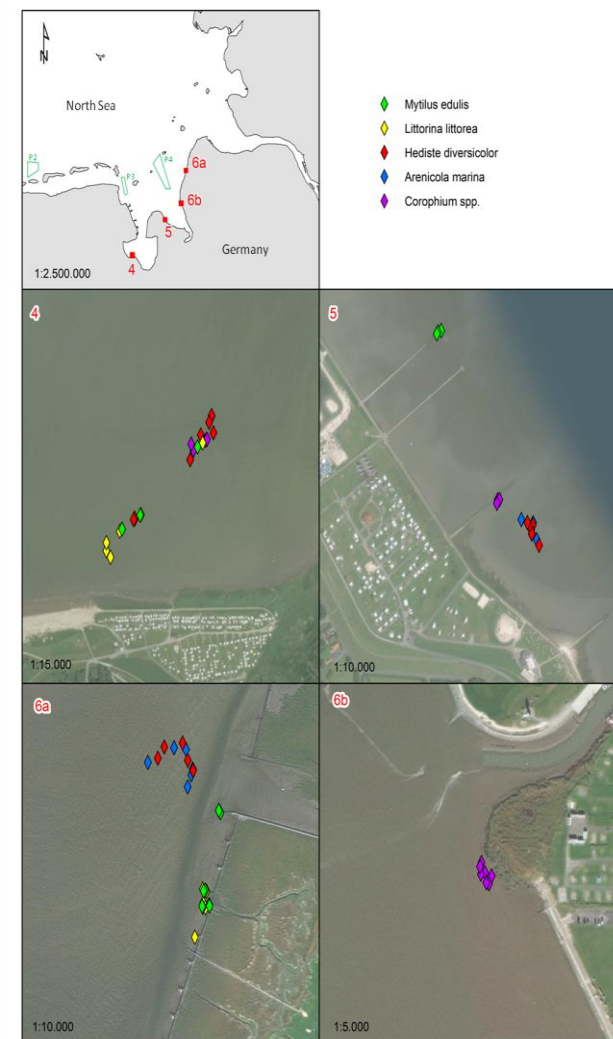 N
North Sea
P2
P3
P4
6a
6b
5
4
Germany
1:2.500.000
Mytilus edulis
Littorina littorea
Hediste diversicolor
Arenicola marina
Corophium spp.
4
1:15.000
5
1:10.000
6a
1:10.000
6b
1:5.000